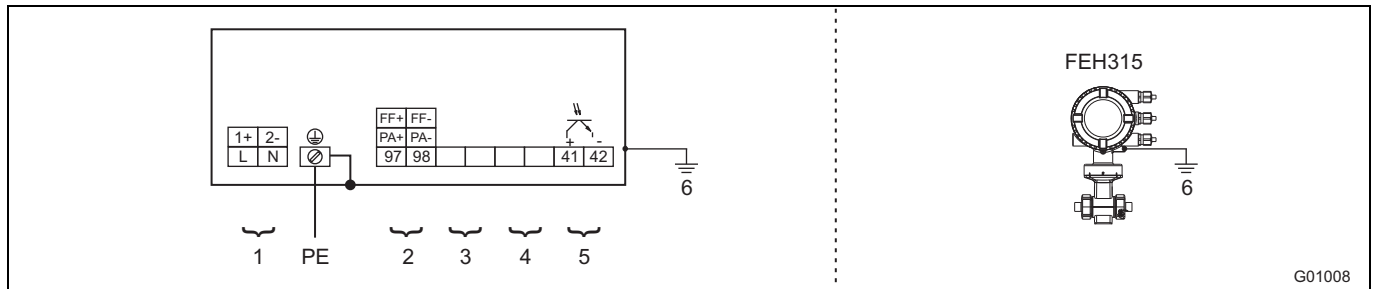 FEH315
FF+ FF-
1+ 2- PA+ PA- + -
L N 97 98 41 42
6 6
1 PE 2 3 4 5
G01008